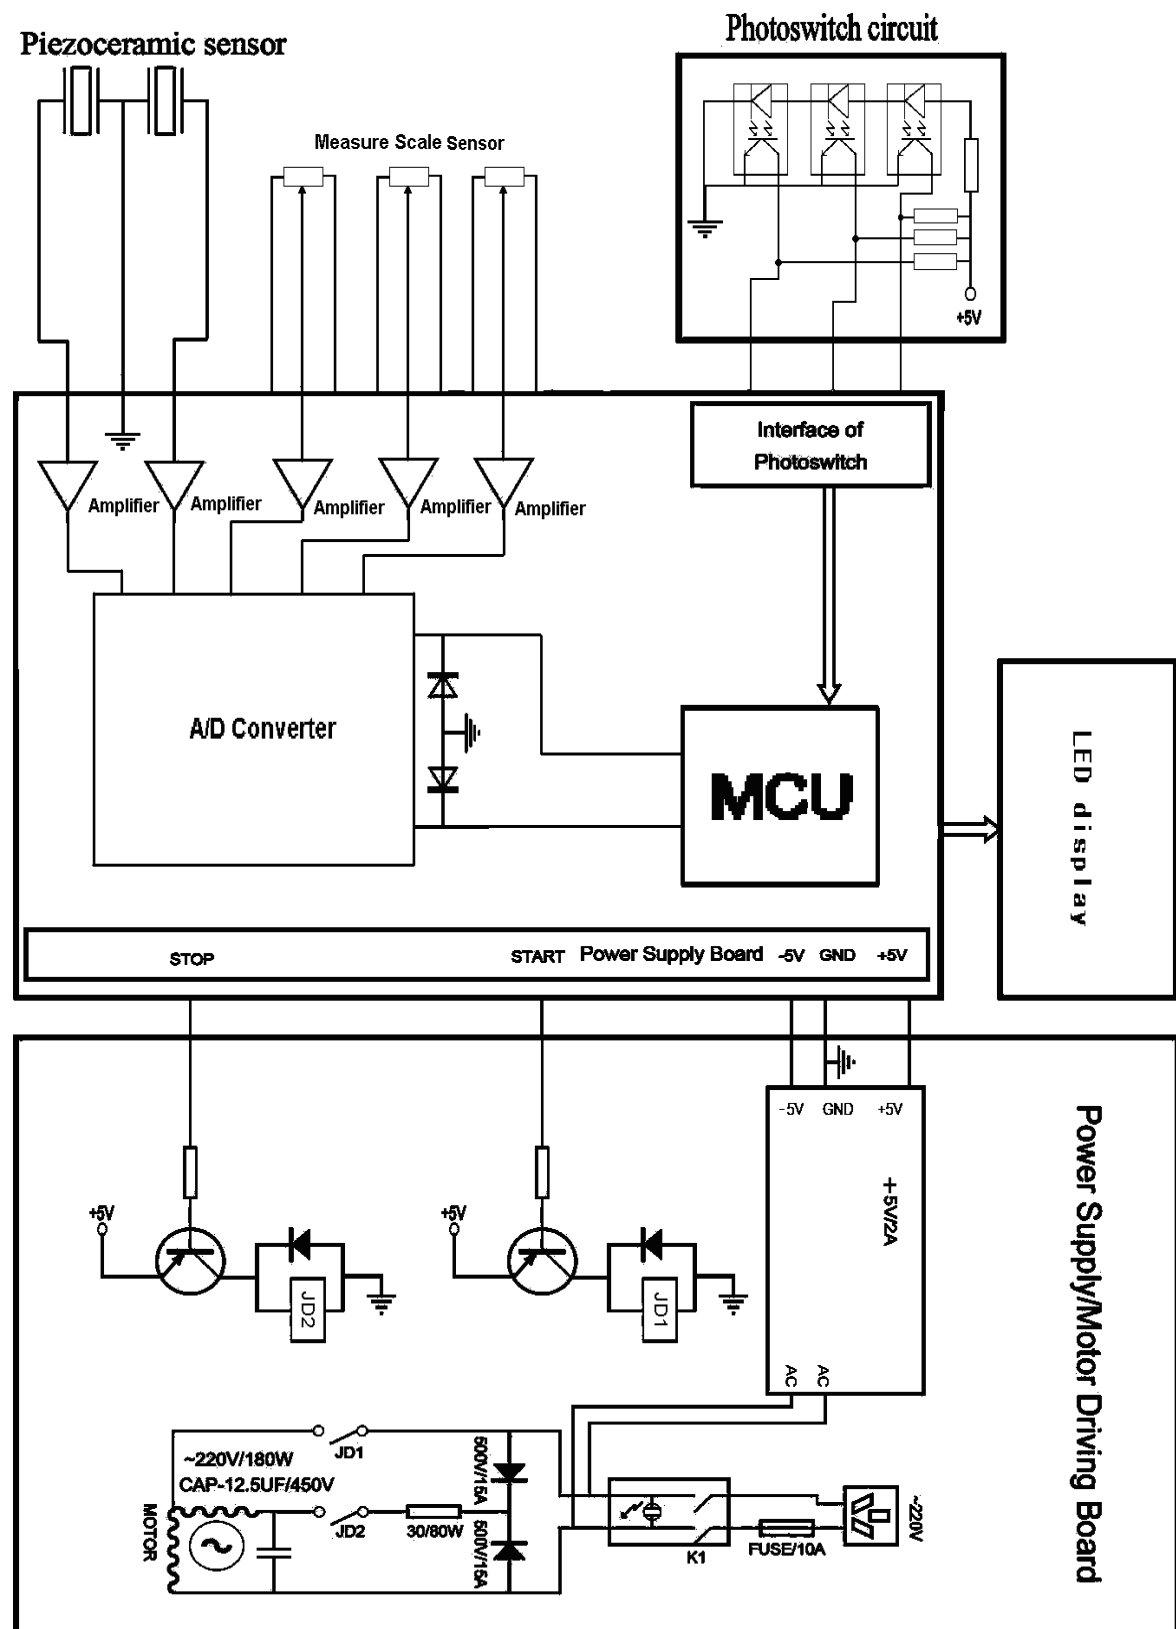 Photoswitch circuit
Piezoceramic sensor
Measure Scale Sensor
+5V
Interface of
Photoswitch
Amplifier
Amplifier
Amplifier
Amplifier
Amplifier
A/D Converter
MCU
LED display
STOP
START
Power Supply Board
-5V
GND
+5V
-5V
GND
+5V
+5V/2A
AC
AC
Power Supply/Motor Driving Board
+5V
JD2
+5V
JD1
~220V/180W
CAP-12.5UF/450V
MOTOR
JD1
JD2
30/80W
500V/15A
500V/15A
K1
FUSE/10A
~220V